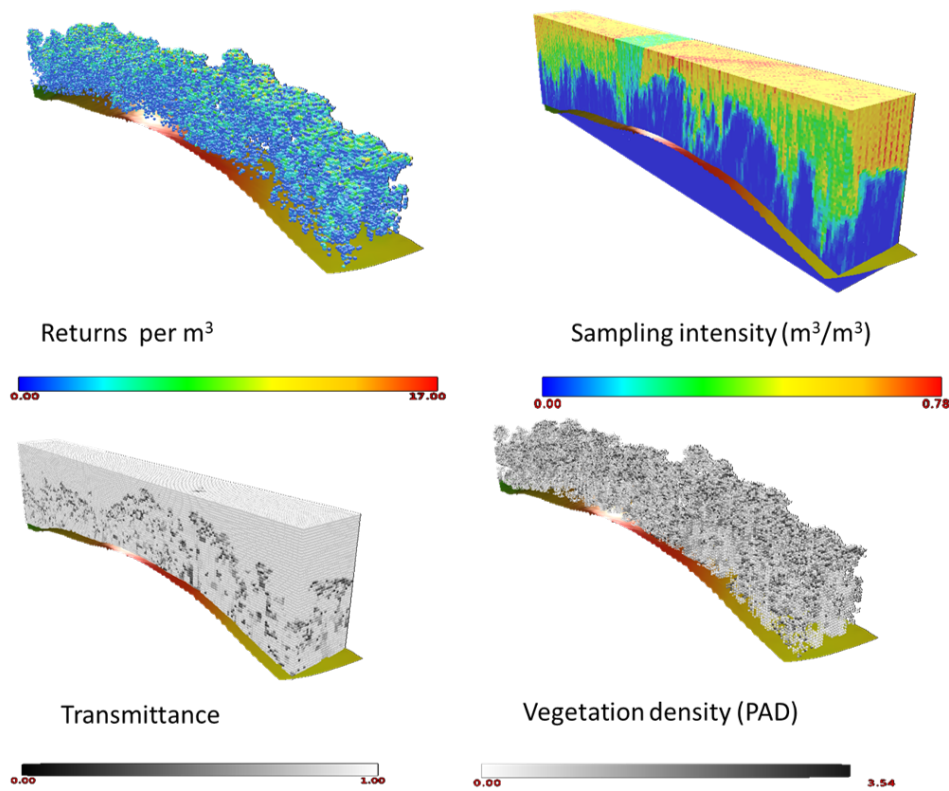 Returns per m³
Sampling intensity (m³/m³)
0.00
17.00
0.00
0.78
Transmittance
Vegetation density (PAD)
0.00
1.00
0.00
3.54